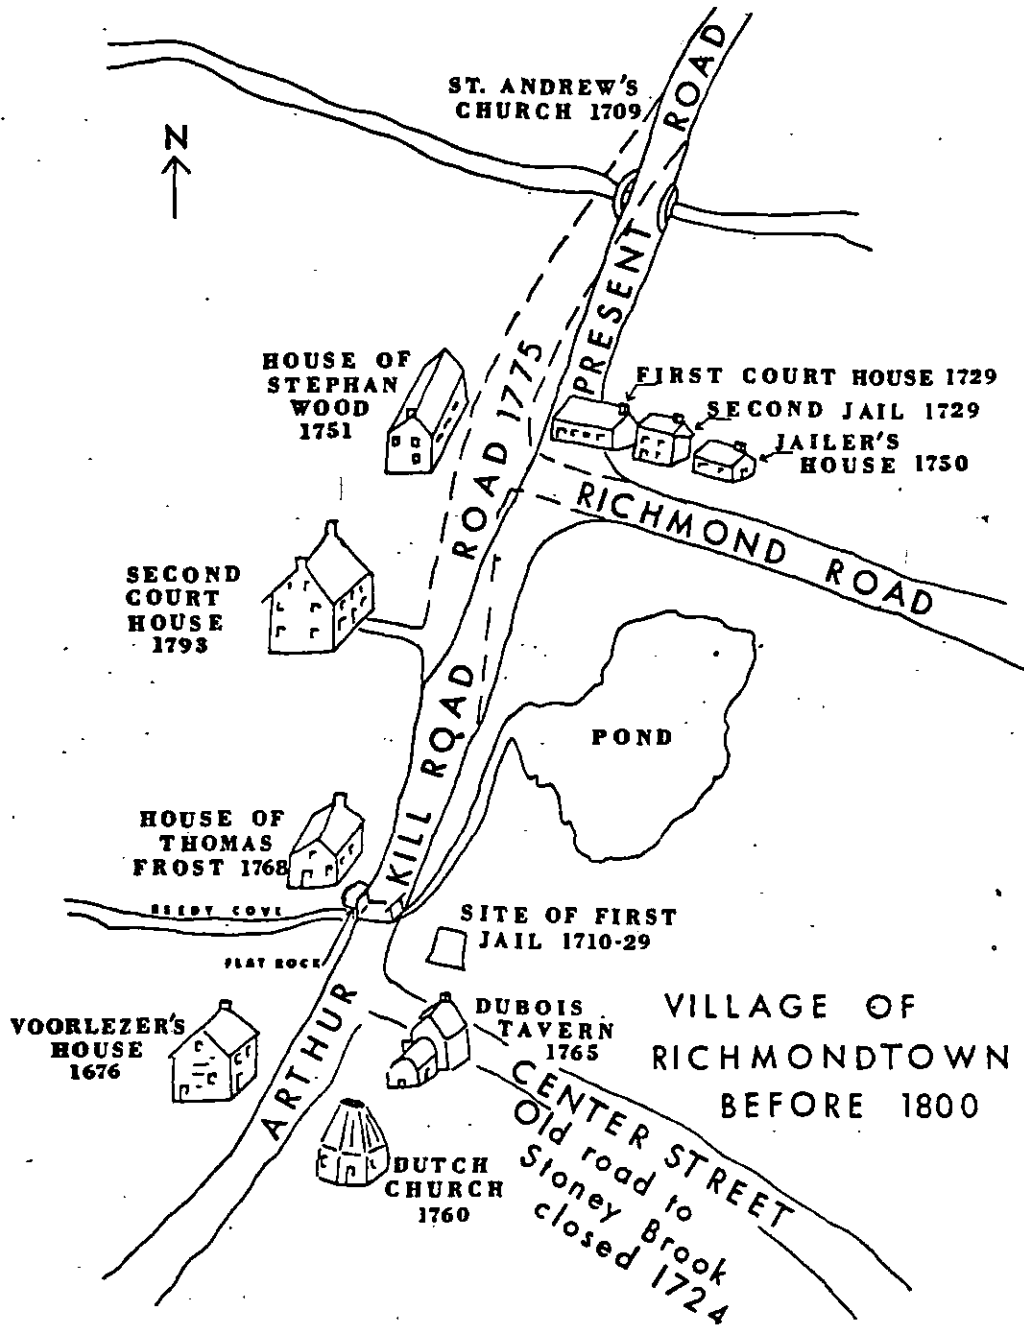 ST. ANDREW'S
CHURCH 1709
N
PRESENT ROAD
HOUSE OF
STEPHAN
WOOD
1751
ROAD 1775
FIRST COURT HOUSE 1729
SECOND JAIL 1729
JAILER'S
HOUSE 1750
RICHMOND ROAD
SECOND
COURT
HOUSE
1793
POND
HOUSE OF
THOMAS
FROST 1768
ARTHUR KILL ROAD
REEDY COVE
SITE OF FIRST
JAIL 1710-29
FLAT ROCK
VOORLEZER'S
HOUSE
1676
DUBOIS
TAVERN
1765
VILLAGE OF
RICHMONDTOWN
BEFORE 1800
CENTER STREET
Old road to
Stoney Brook
closed 1724
DUTCH
CHURCH
1760